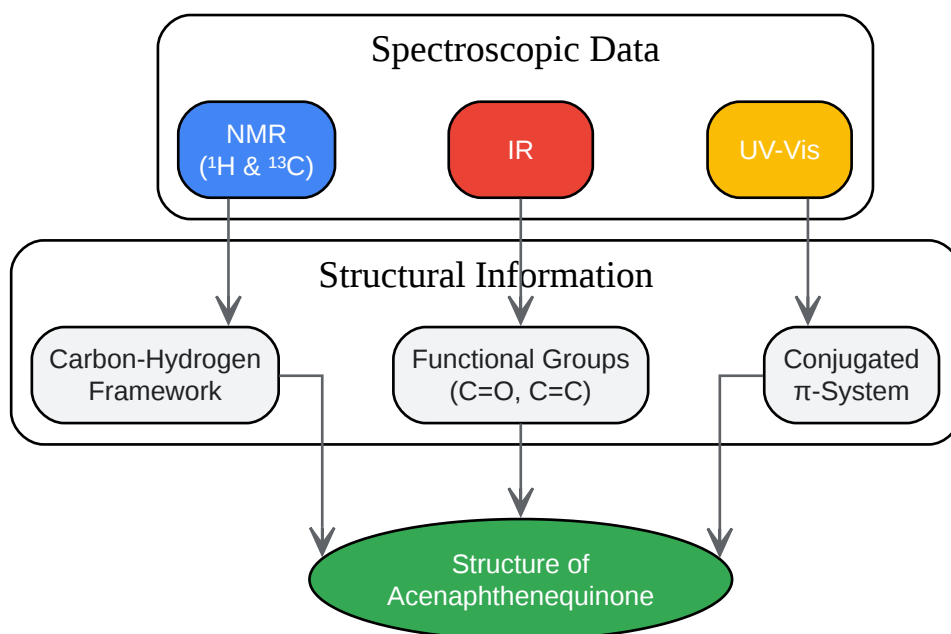 Spectroscopic Data
NMR
(¹H & ¹³C)
IR
UV-Vis
Structural Information
Carbon-Hydrogen
Framework
Functional Groups
(C=O, C=C)
Conjugated
π-System
Structure of
Acenaphthenequinone